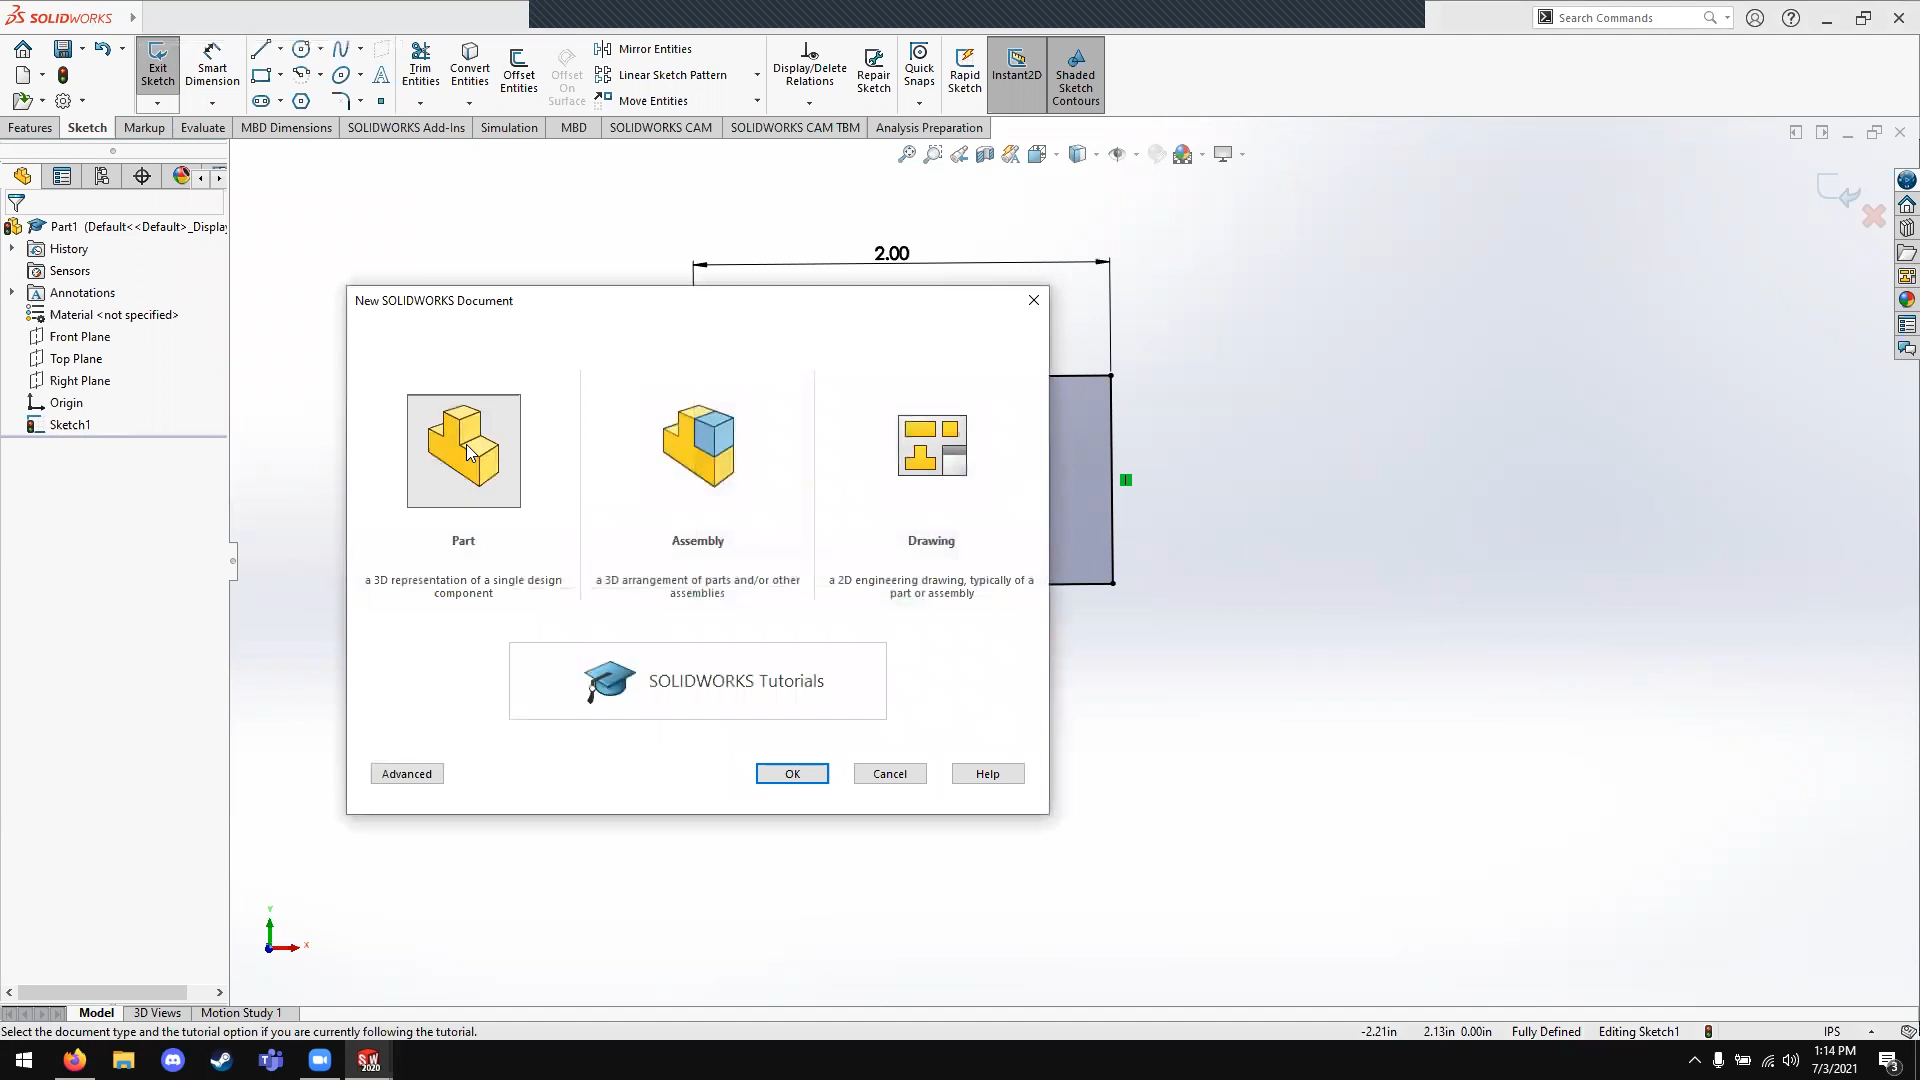 SOLIDWORKS
Search Commands
Exit Sketch
Smart Dimension
Trim Entities
Convert Entities
Offset Entities
Offset On Surface
Mirror Entities
Linear Sketch Pattern
Move Entities
Display/Delete Relations
Repair Sketch
Quick Snaps
Rapid Sketch
Instant2D
Shaded Sketch Contours
Features Sketch Markup Evaluate MBD Dimensions SOLIDWORKS Add-Ins Simulation MBD SOLIDWORKS CAM SOLIDWORKS CAM TBM Analysis Preparation
Part1 (Default<<Default>_Display
History
Sensors
Annotations
Material <not specified>
Front Plane
Top Plane
Right Plane
Origin
Sketch1
2.00
New SOLIDWORKS Document
Part
a 3D representation of a single design
component
Assembly
a 3D arrangement of parts and/or other
assemblies
Drawing
a 2D engineering drawing, typically of a
part or assembly
SOLIDWORKS Tutorials
Advanced OK Cancel Help
Y
X
Model 3D Views Motion Study 1
Select the document type and the tutorial option if you are currently following the tutorial.
-2.21in 2.13in 0.00in Fully Defined Editing Sketch1 IPS
SW
2020
1:14 PM
7/3/2021
3